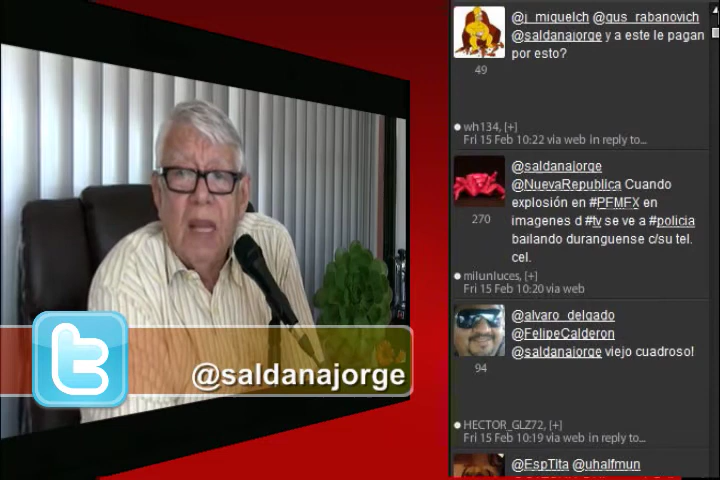 @j_miguelch @gus_rabanovich
@saldanajorge y a este le pagan
por esto?
49
wh134, [+]
Fri 15 Feb 10:22 via web in reply to...
@saldanajorge
@NuevaRepublica Cuando
explosión en #PEMEX en
imagenes d #tv se ve a #policia
bailando duranguense c/su tel.
cel.
270
milunluces, [+]
Fri 15 Feb 10:20 via web
@alvaro_delgado
@FelipeCalderon
@saldanajorge viejo cuadroso!
94
HECTOR_GLZ72, [+]
Fri 15 Feb 10:19 via web in reply to...
@EspTita @uhalfmun
@saldanajorge